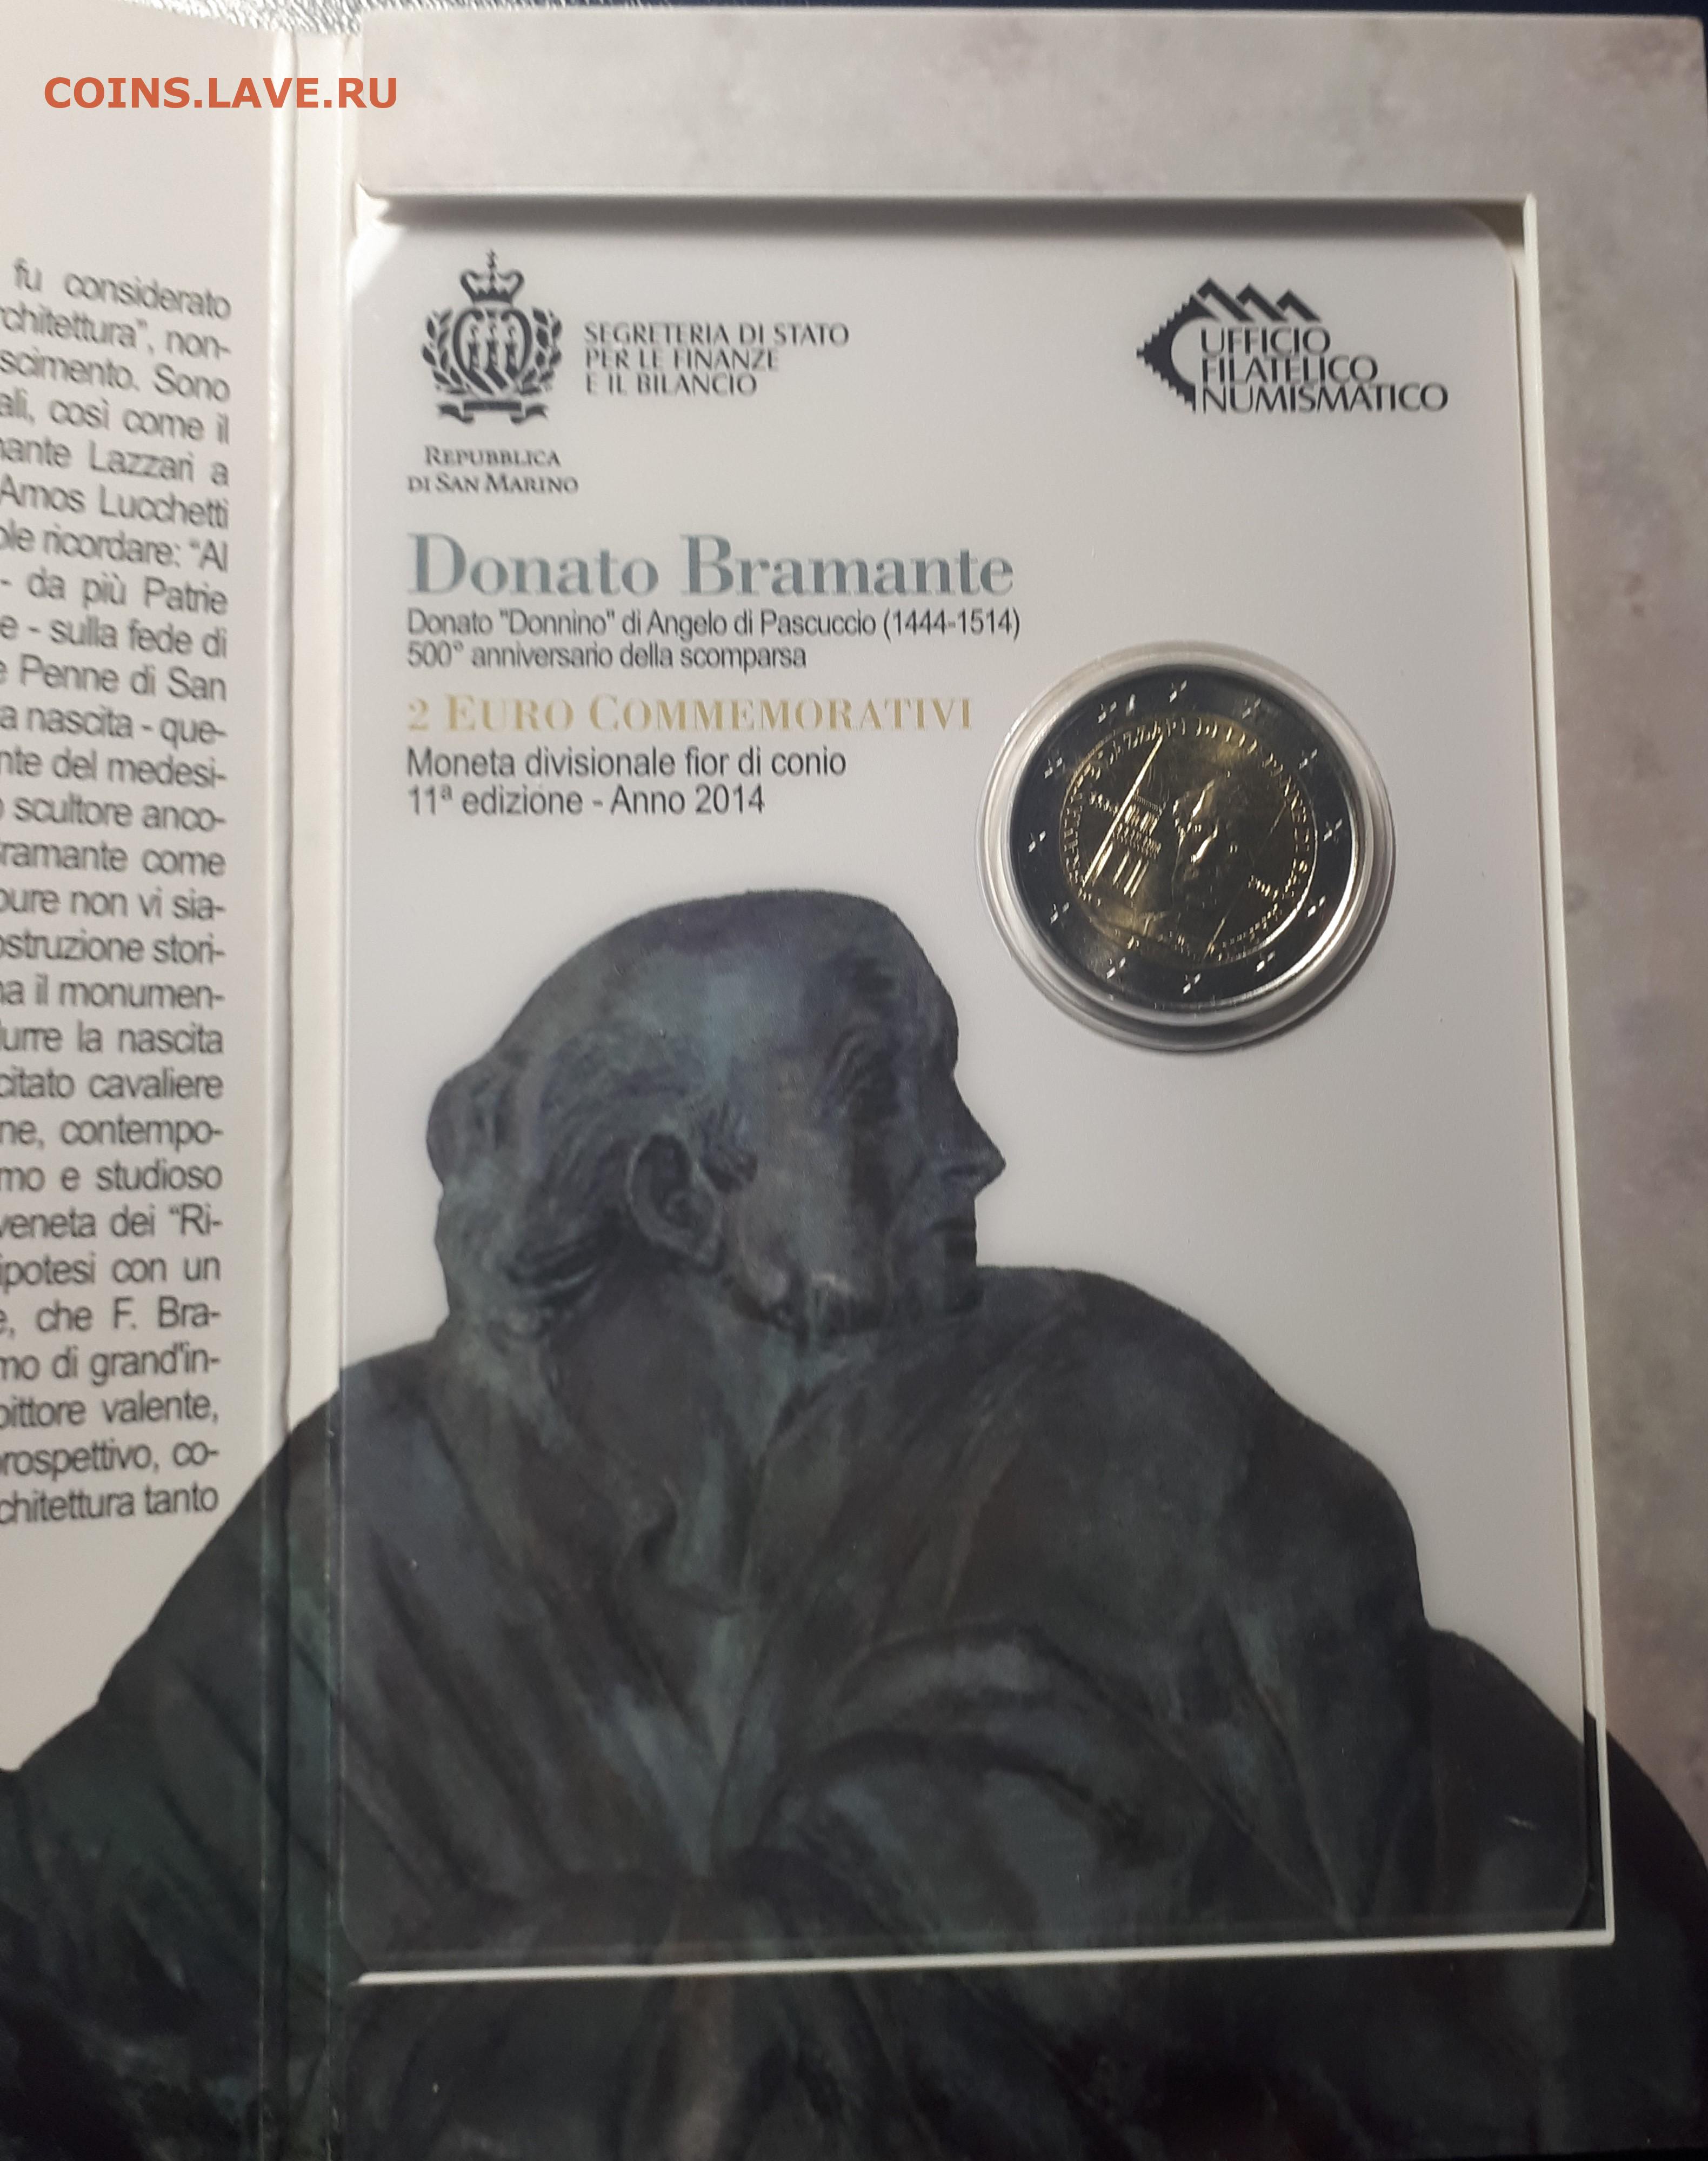 COINS.LAVE.RU
fu considerato
chitettura", non-
scimento. Sono
ali, così come il
ante Lazzari a
Amos Lucchetti
ole ricordare: "Al
- da più Patrie
e - sulla fede di
e Penne di San
a nascita - que-
nte del medesi-
scultore anco-
ramante come
pure non vi sia-
ostruzione stori-
na il monumen-
durre la nascita
citato cavaliere
ne, contempo-
mo e studioso
veneta dei "Ri-
ipotesi con un
e, che F. Bra-
mo di grand'in-
pittore valente,
rospettivo, co-
chitettura tanto
SEGRETERIA DI STATO
PER LE FINANZE
E IL BILANCIO
REPUBBLICA
DI SAN MARINO
UFFICIO
FILATELICO
NUMISMATICO
Donato Bramante
Donato "Donnino" di Angelo di Pascuccio (1444-1514)
500° anniversario della scomparsa
2 EURO COMMEMORATIVI
Moneta divisionale fior di conio
11ª edizione - Anno 2014